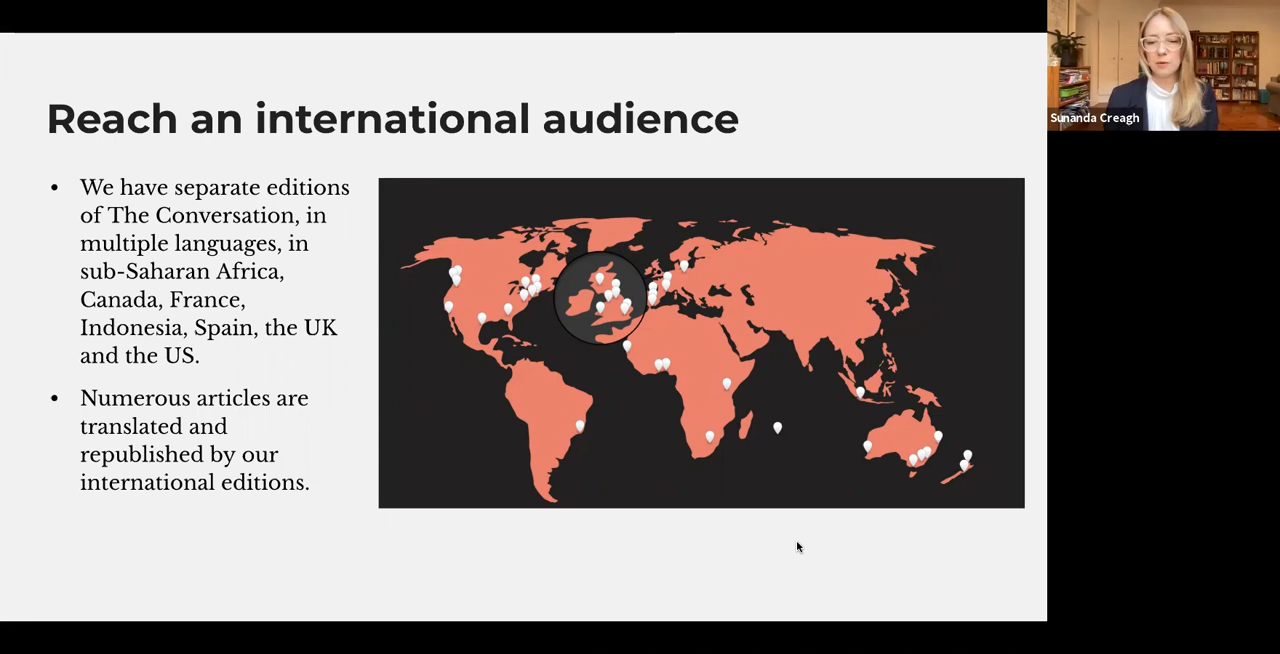 Reach an international audience
• We have separate editions
of The Conversation, in
multiple languages, in
sub-Saharan Africa,
Canada, France,
Indonesia, Spain, the UK
and the US.
• Numerous articles are
translated and
republished by our
international editions.
Sunanda Creagh